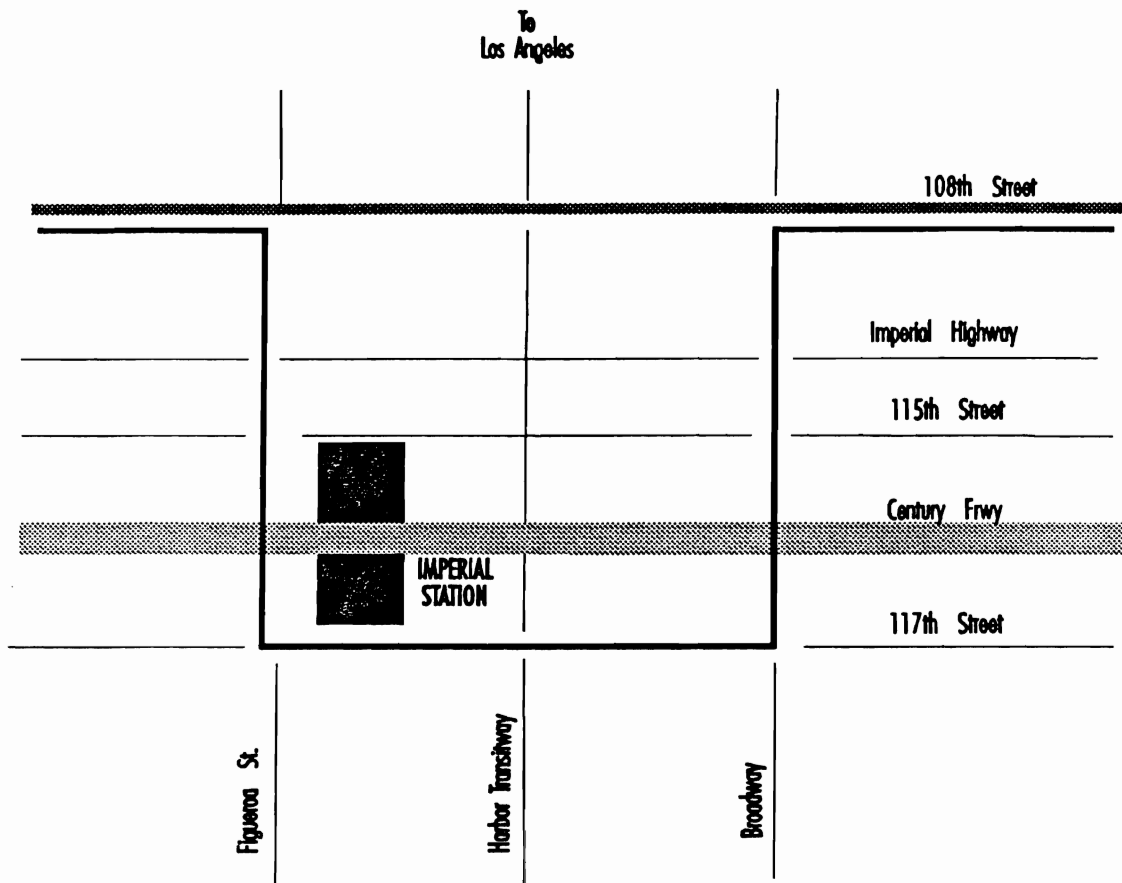 To
Los Angeles
108th Street
Imperial Highway
115th Street
Century Frwy
IMPERIAL
STATION
117th Street
Figueroa St.
Harbor Transitway
Broadway